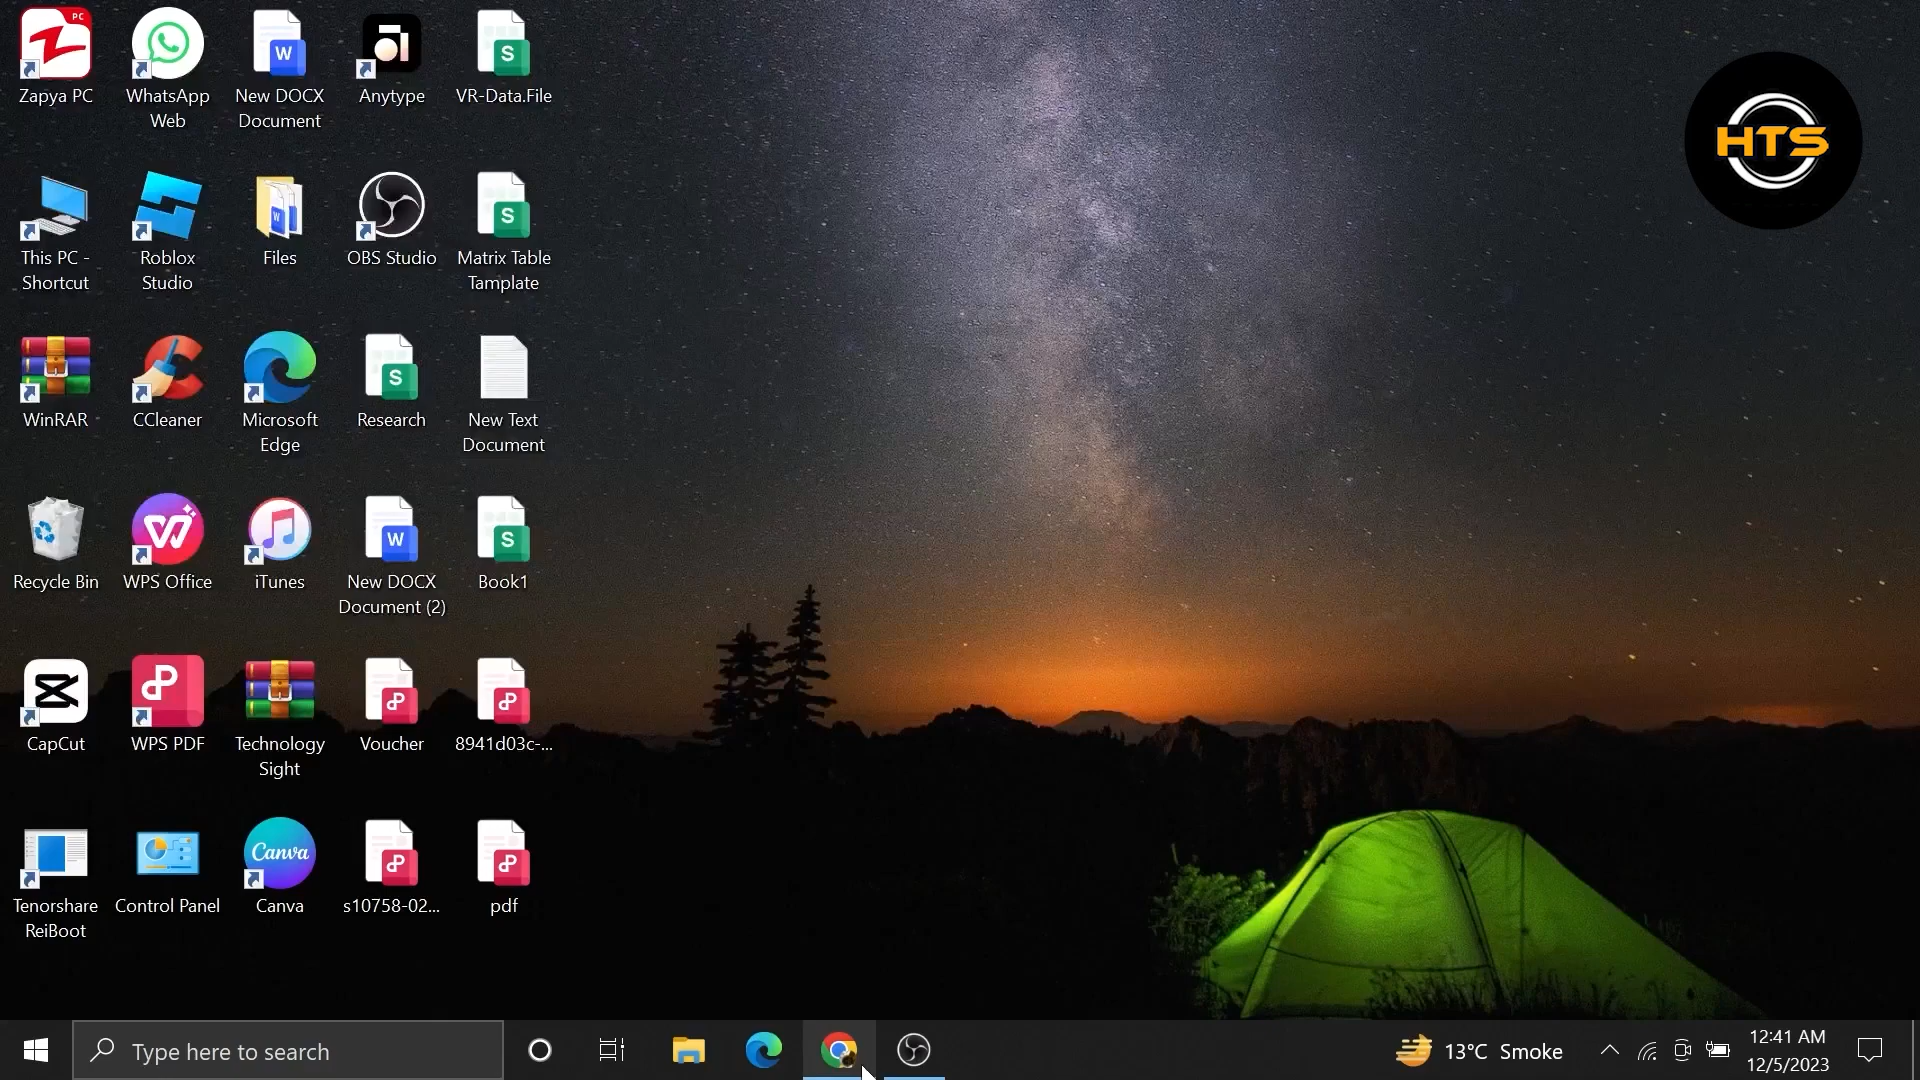 PC
Zapya PC
WhatsApp
Web
W
New DOCX
Document
Anytype
S
VR-Data.File
HTS
This PC -
Shortcut
Roblox
Studio
W
Files
OBS Studio
S
Matrix Table
Tamplate
WinRAR
CCleaner
Microsoft
Edge
S
Research
New Text
Document
Recycle Bin
WPS Office
iTunes
W
New DOCX
Document (2)
S
Book1
CapCut
WPS PDF
Technology
Sight
Voucher
8941d03c-...
Tenorshare
ReiBoot
Control Panel
Canva
Canva
s10758-02...
pdf
Type here to search
13°C Smoke
12:41 AM
12/5/2023